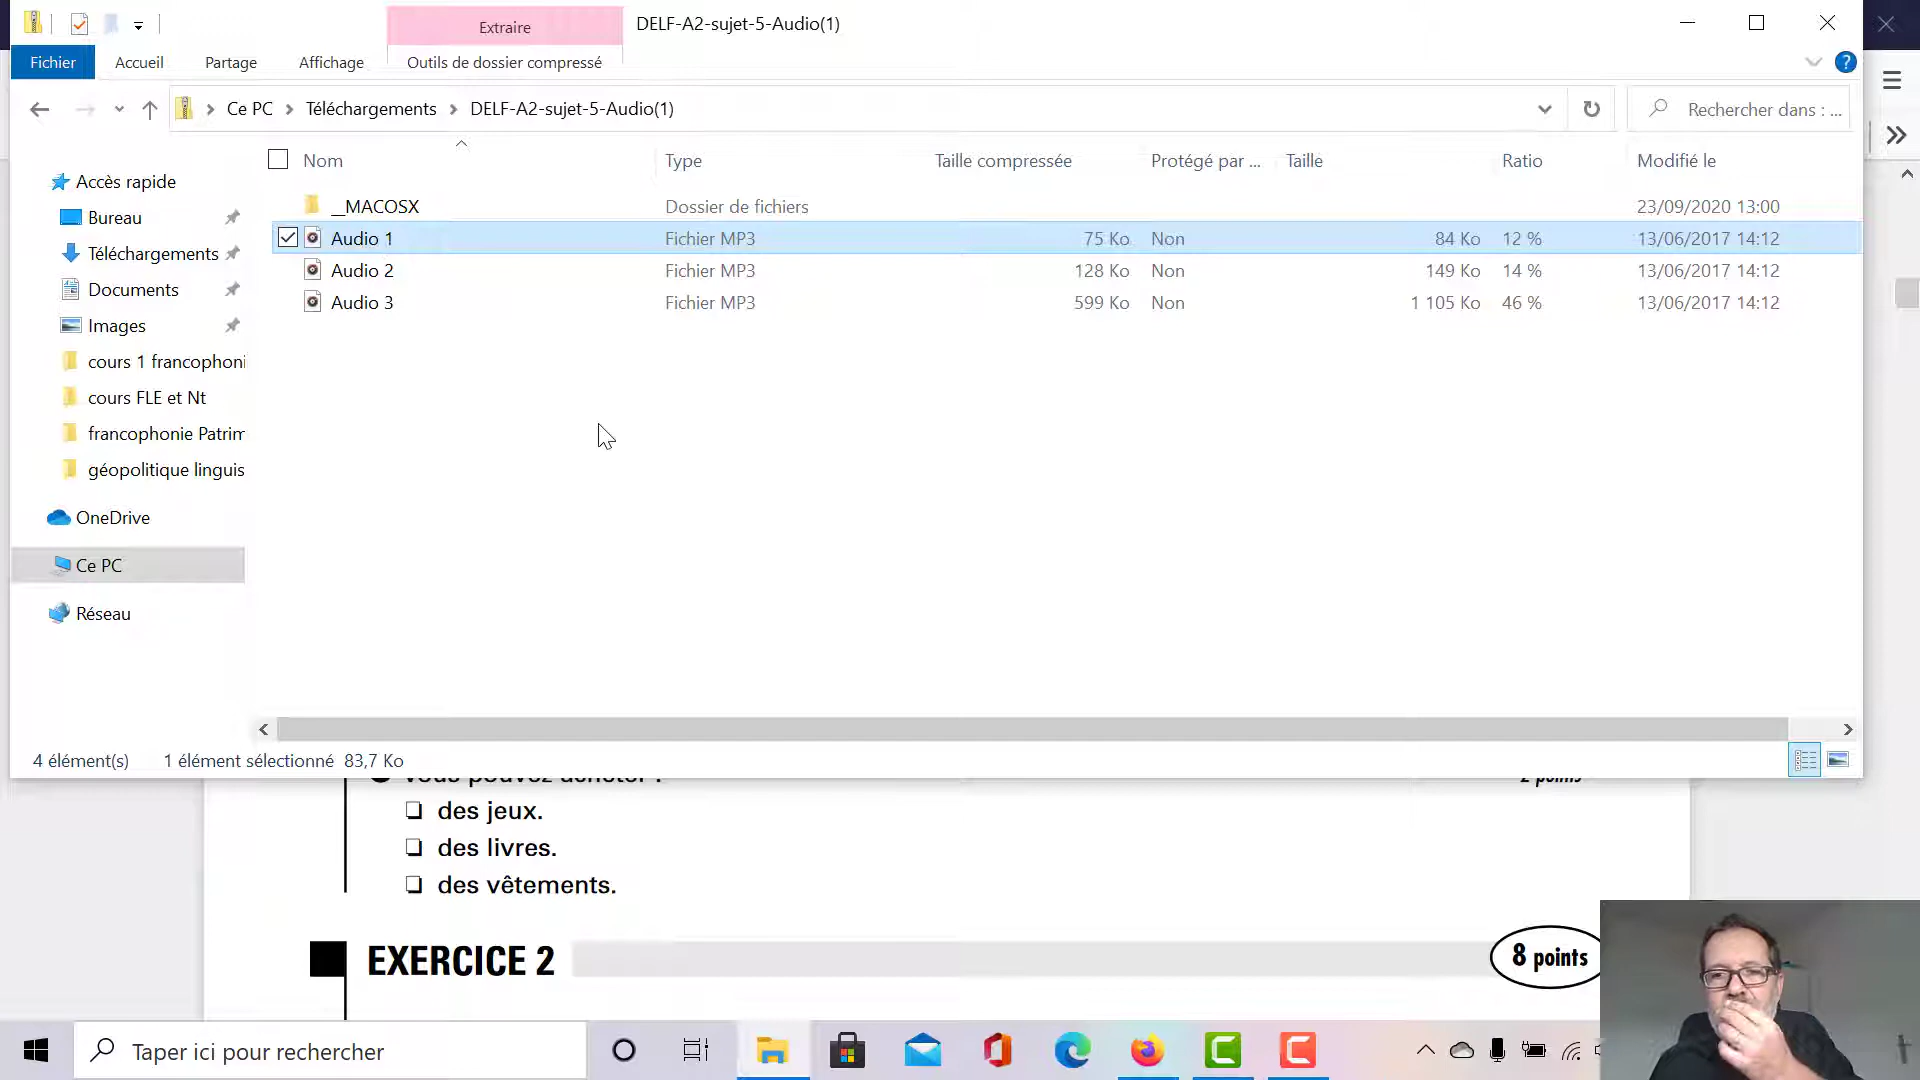 Extraire
DELF-A2-sujet-5-Audio(1)
Fichier
Accueil
Partage
Affichage
Outils de dossier compressé
Ce PC
Téléchargements
DELF-A2-sujet-5-Audio(1)
Rechercher dans : ...
Nom
Type
Taille compressée
Protégé par ...
Taille
Ratio
Modifié le
__MACOSX
Dossier de fichiers
23/09/2020 13:00
Audio 1
Fichier MP3
75 Ko
Non
84 Ko
12 %
13/06/2017 14:12
Audio 2
Fichier MP3
128 Ko
Non
149 Ko
14 %
13/06/2017 14:12
Audio 3
Fichier MP3
599 Ko
Non
1 105 Ko
46 %
13/06/2017 14:12
Accès rapide
Bureau
Téléchargements
Documents
Images
cours 1 francophoni
cours FLE et Nt
francophonie Patrim
géopolitique linguis
OneDrive
Ce PC
Réseau
4 élément(s)
1 élément sélectionné 83,7 Ko
vous pouvez acheter :
2 points
des jeux.
des livres.
des vêtements.
EXERCICE 2
8 points
Taper ici pour rechercher